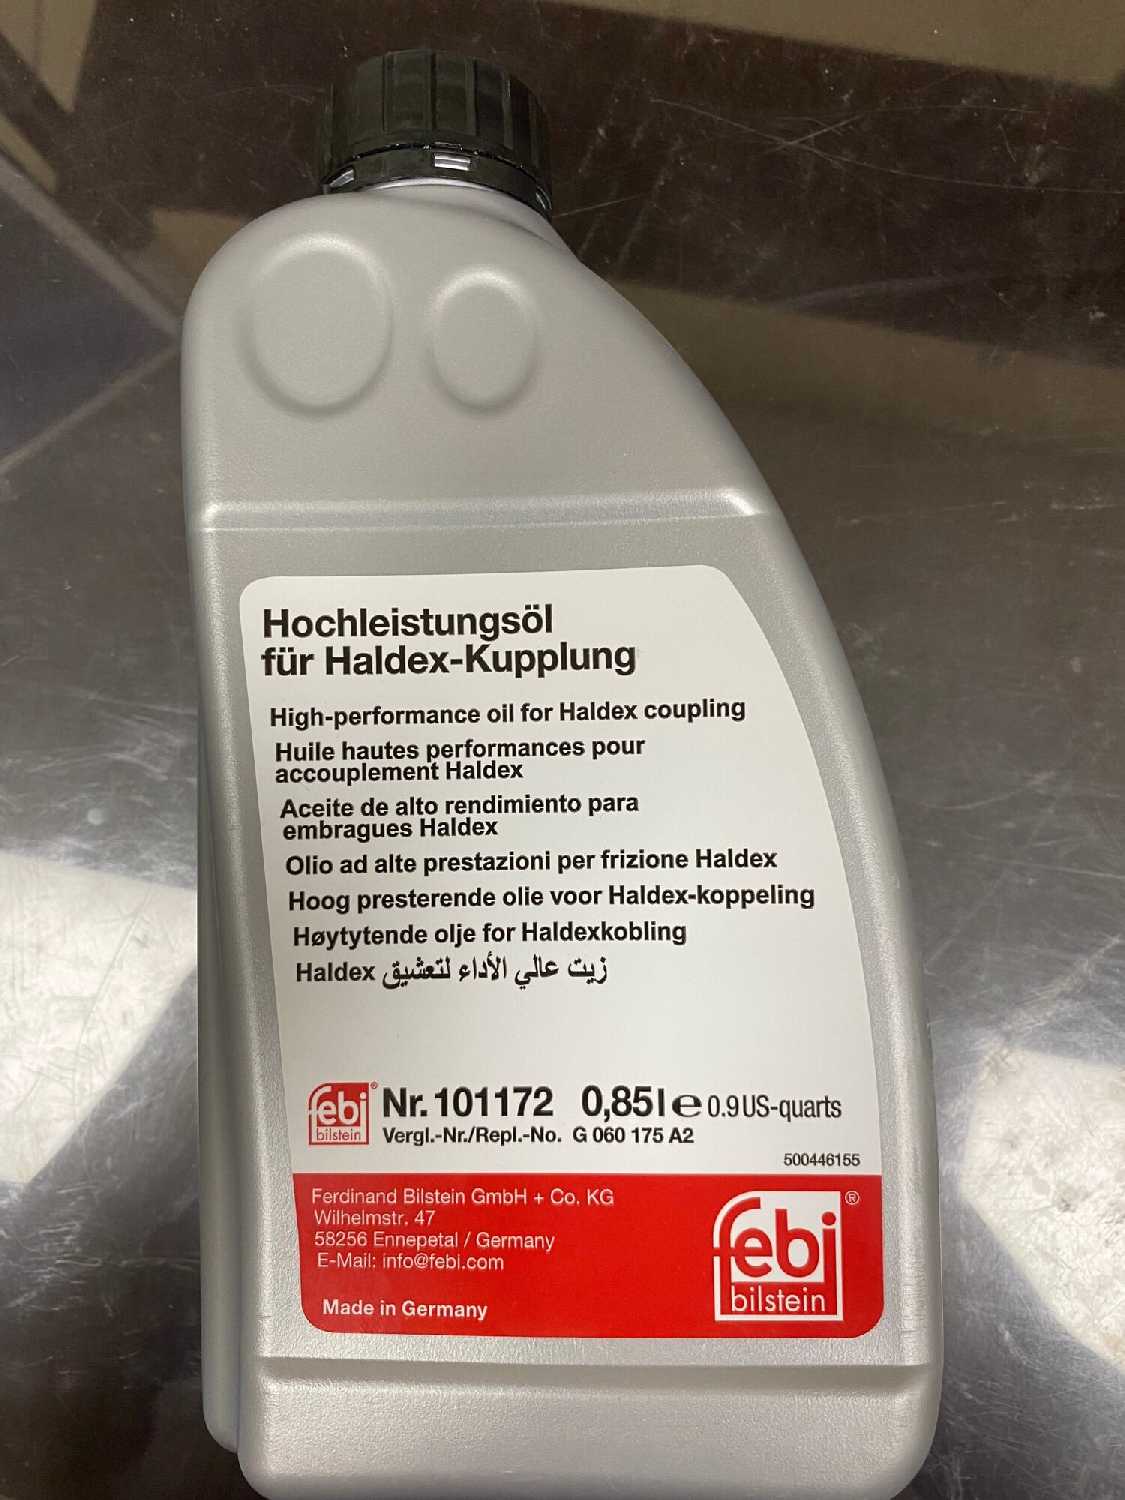 Hochleistungsöl
für Haldex-Kupplung
High-performance oil for Haldex coupling
Huile hautes performances pour
accouplement Haldex
Aceite de alto rendimiento para
embragues Haldex
Olio ad alte prestazioni per frizione Haldex
Hoog presterende olie voor Haldex-koppeling
Høytytende olje for Haldexkobling
زيت عالي الأداء لتعشيق Haldex
febi® bilstein Nr. 101172 0,85 l e 0.9 US-quarts
Vergl.-Nr./Repl.-No. G 060 175 A2
500446155
Ferdinand Bilstein GmbH + Co. KG
Wilhelmstr. 47
58256 Ennepetal / Germany
E-Mail: info@febi.com
Made in Germany
febi®
bilstein